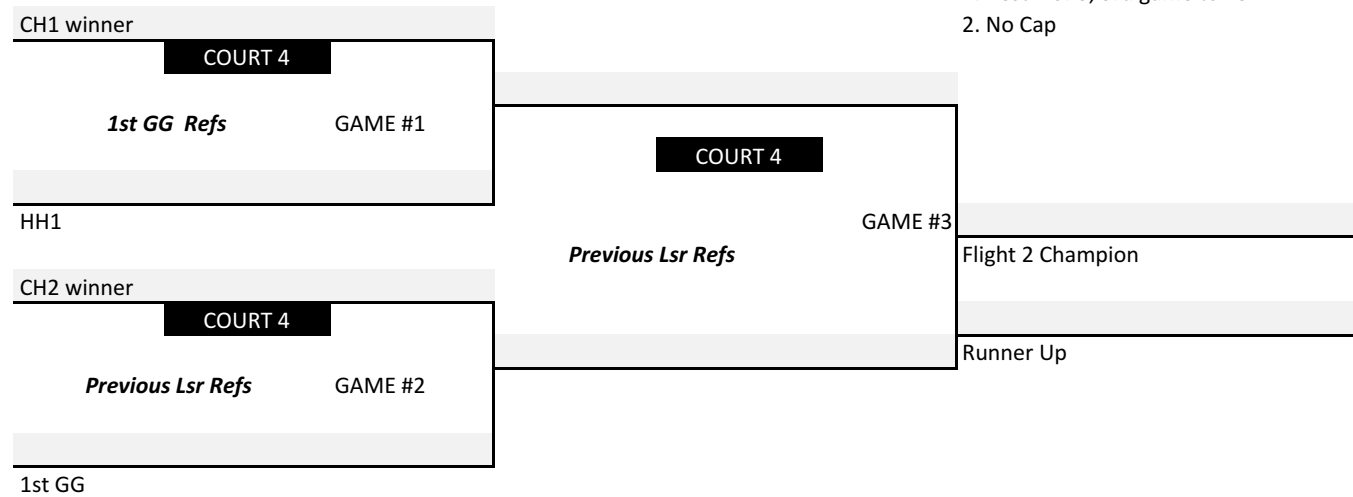 CH1 winner
2. No Cap
COURT 4
1st GG Refs GAME #1
COURT 4
HH1
GAME #3
Previous Lsr Refs
Flight 2 Champion
CH2 winner
COURT 4
Runner Up
Previous Lsr Refs GAME #2
1st GG